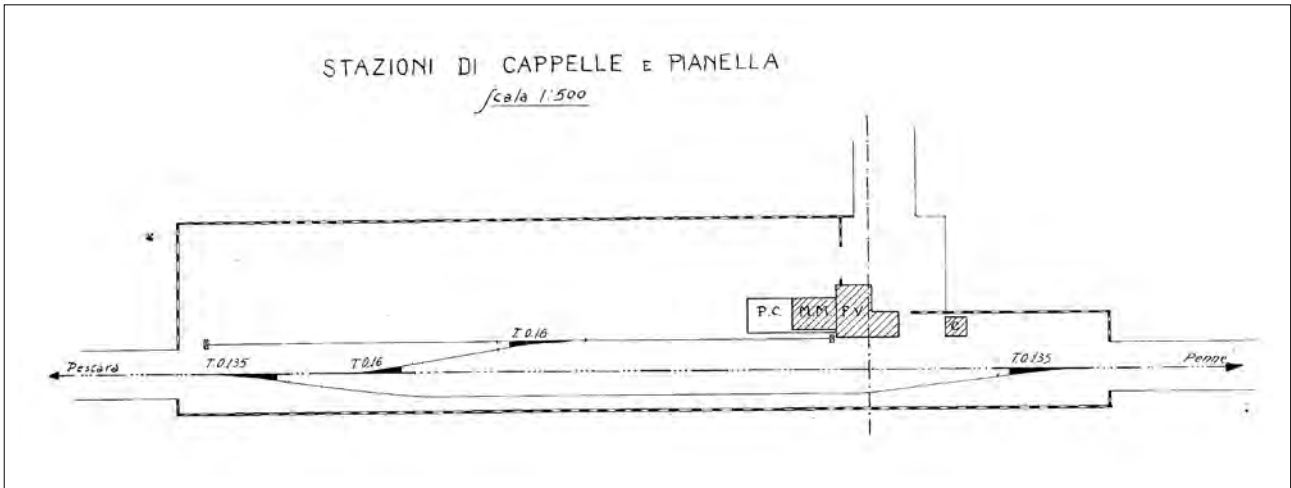 STAZIONI DI CAPPELLE E PIANELLA
Scala 1:500
P.C. M.M. F.V.
T.0.16
Pescara T.0.135 T.0.16 T.0.135 Penne